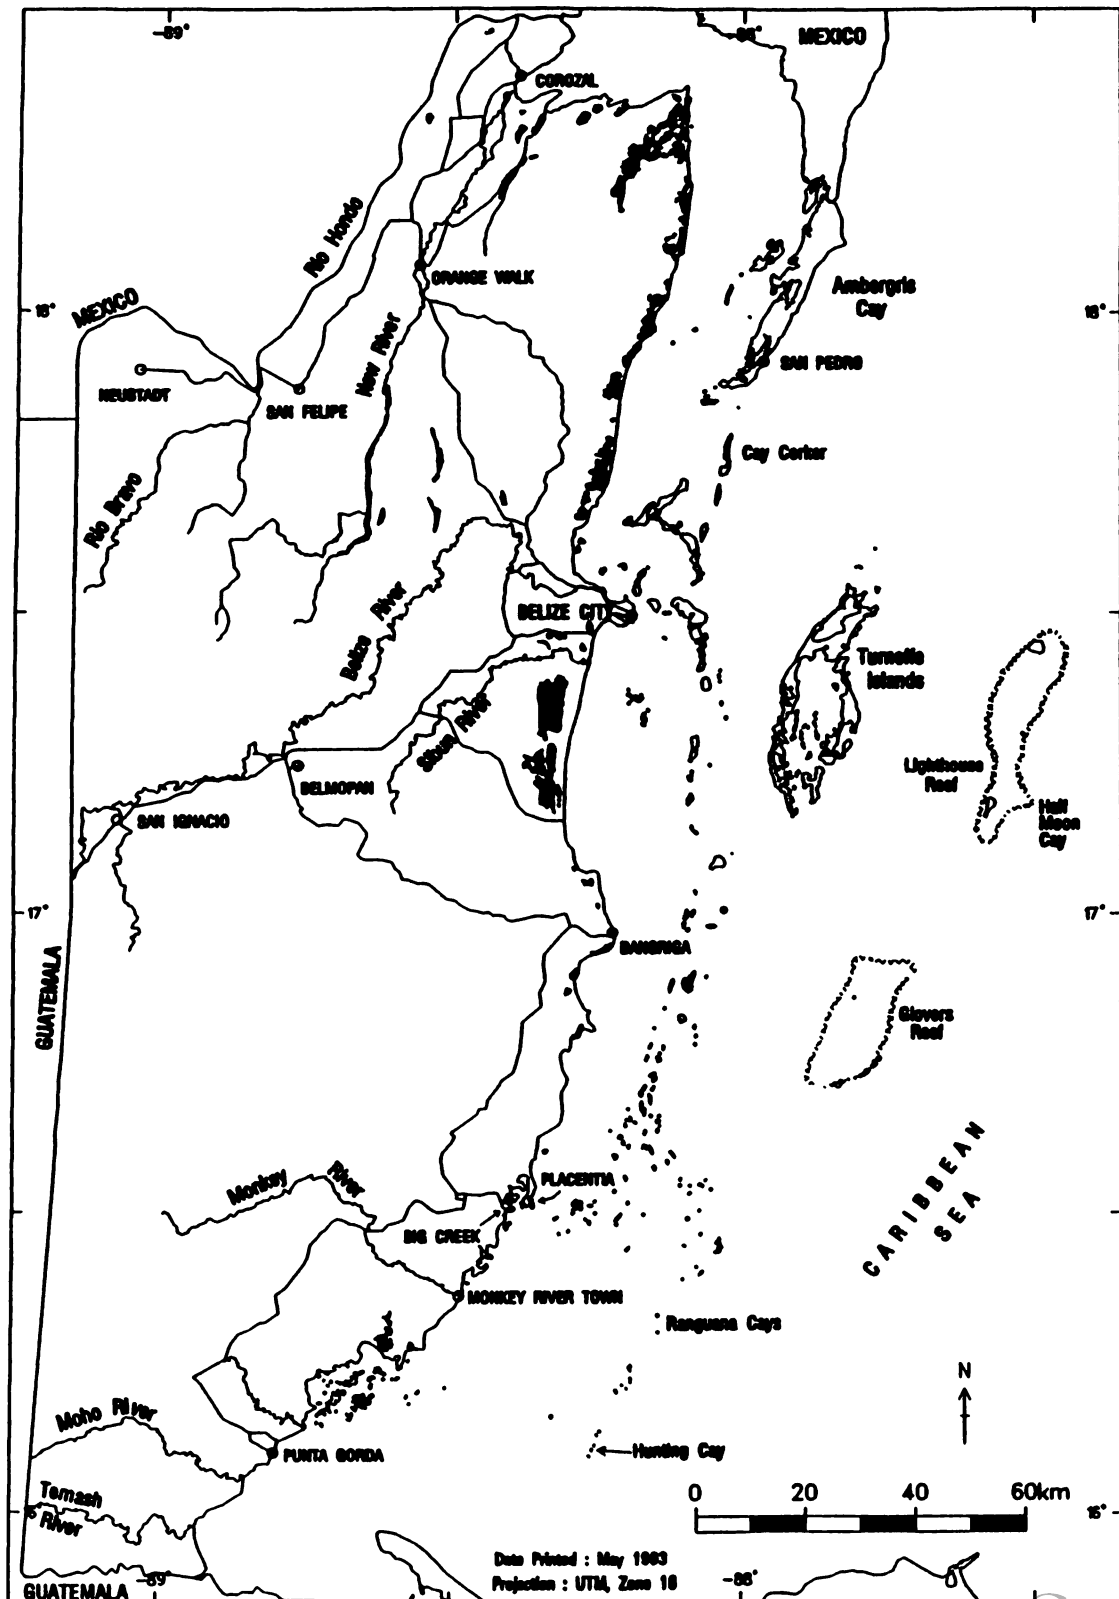 -89°
-88°
MEXICO
COROZAL
Rio Hondo
ORANGE WALK
Ambergris
Cay
MEXICO
18°
18°
New River
SAN PEDRO
NEUSTADT
SAN FELIPE
Cay Corker
Rio Bravo
Belize River
BELIZE CITY
Turneffe
Islands
Sibun River
Lighthouse
Reef
BELMOPAN
Half
Moon
Cay
SAN IGNACIO
17°
17°
DANGRIGA
GUATEMALA
Glovers
Reef
CARIBBEAN
SEA
Monkey River
PLACENTIA
BIG CREEK
MONKEY RIVER TOWN
Ranguana Cays
N
Moho River
PUNTA GORDA
Hunting Cay
Temash
River
0 20 40 60km
Date Printed : May 1993
Projection : UTM, Zone 16
GUATEMALA
-89°
-88°